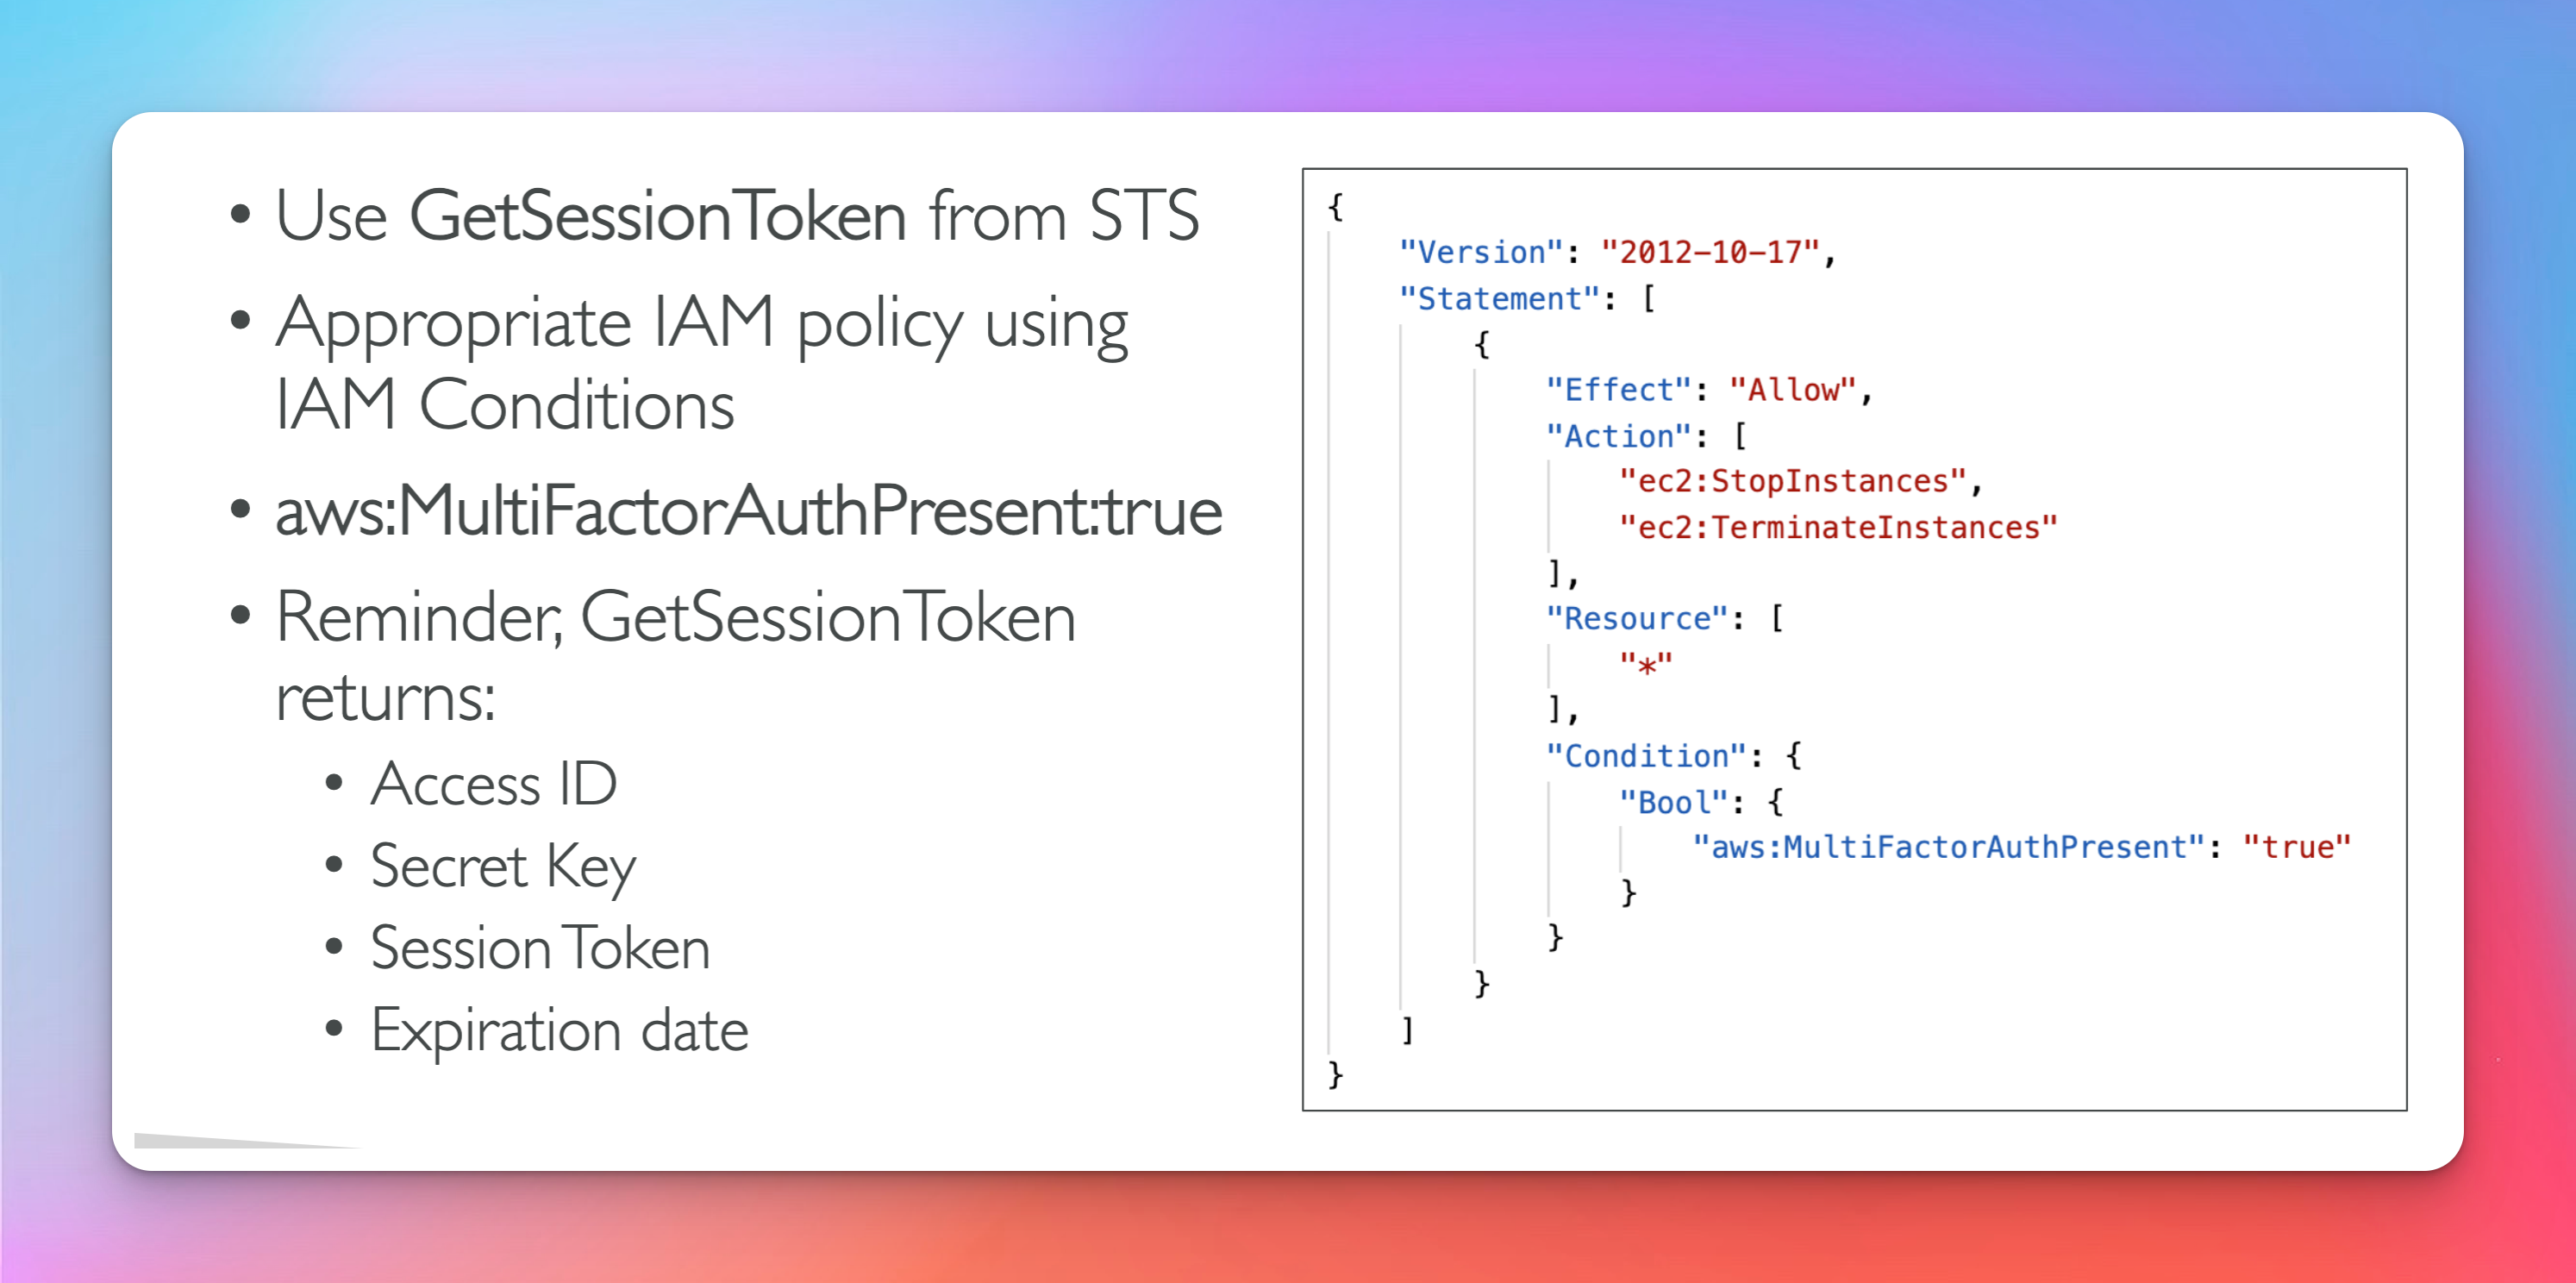 • Use GetSessionToken from STS
• Appropriate IAM policy using
IAM Conditions
• aws:MultiFactorAuthPresent:true
• Reminder, GetSessionToken
returns:
• Access ID
• Secret Key
• Session Token
• Expiration date
{
    "Version": "2012-10-17",
    "Statement": [
        {
            "Effect": "Allow",
            "Action": [
                "ec2:StopInstances",
                "ec2:TerminateInstances"
            ],
            "Resource": [
                "*"
            ],
            "Condition": {
                "Bool": {
                    "aws:MultiFactorAuthPresent": "true"
                }
            }
        }
    ]
}